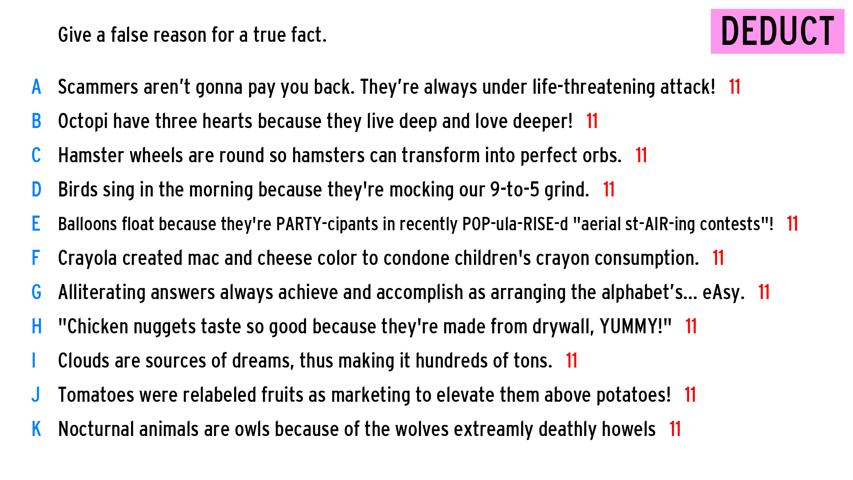 Give a false reason for a true fact.
DEDUCT
A Scammers aren't gonna pay you back. They're always under life-threatening attack! 11
B Octopi have three hearts because they live deep and love deeper! 11
C Hamster wheels are round so hamsters can transform into perfect orbs. 11
D Birds sing in the morning because they're mocking our 9-to-5 grind. 11
E Balloons float because they're PARTY-cipants in recently POP-ula-RISE-d "aerial st-AIR-ing contests"! 11
F Crayola created mac and cheese color to condone children's crayon consumption. 11
G Alliterating answers always achieve and accomplish as arranging the alphabet's... eAsy. 11
H "Chicken nuggets taste so good because they're made from drywall, YUMMY!" 11
I Clouds are sources of dreams, thus making it hundreds of tons. 11
J Tomatoes were relabeled fruits as marketing to elevate them above potatoes! 11
K Nocturnal animals are owls because of the wolves extreamly deathly howels 11